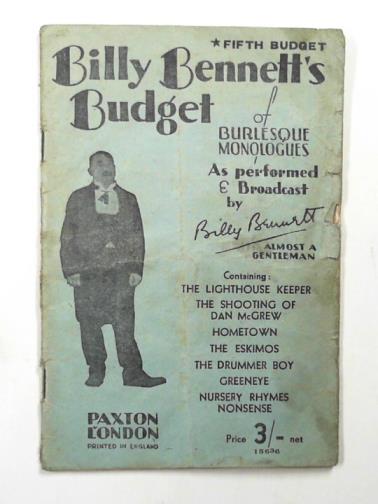 ★FIFTH BUDGET
Billy Bennett's
Budget
of
BURLESQUE
MONOLOGUES
As performed
& Broadcast
by
Billy Bennett
ALMOST A
GENTLEMAN
Containing:
THE LIGHTHOUSE KEEPER
THE SHOOTING OF
DAN McGREW
HOMETOWN
THE ESKIMOS
THE DRUMMER BOY
GREENEYE
NURSERY RHYMES
NONSENSE
PAXTON
LONDON
PRINTED IN ENGLAND
Price 3/- net
15636